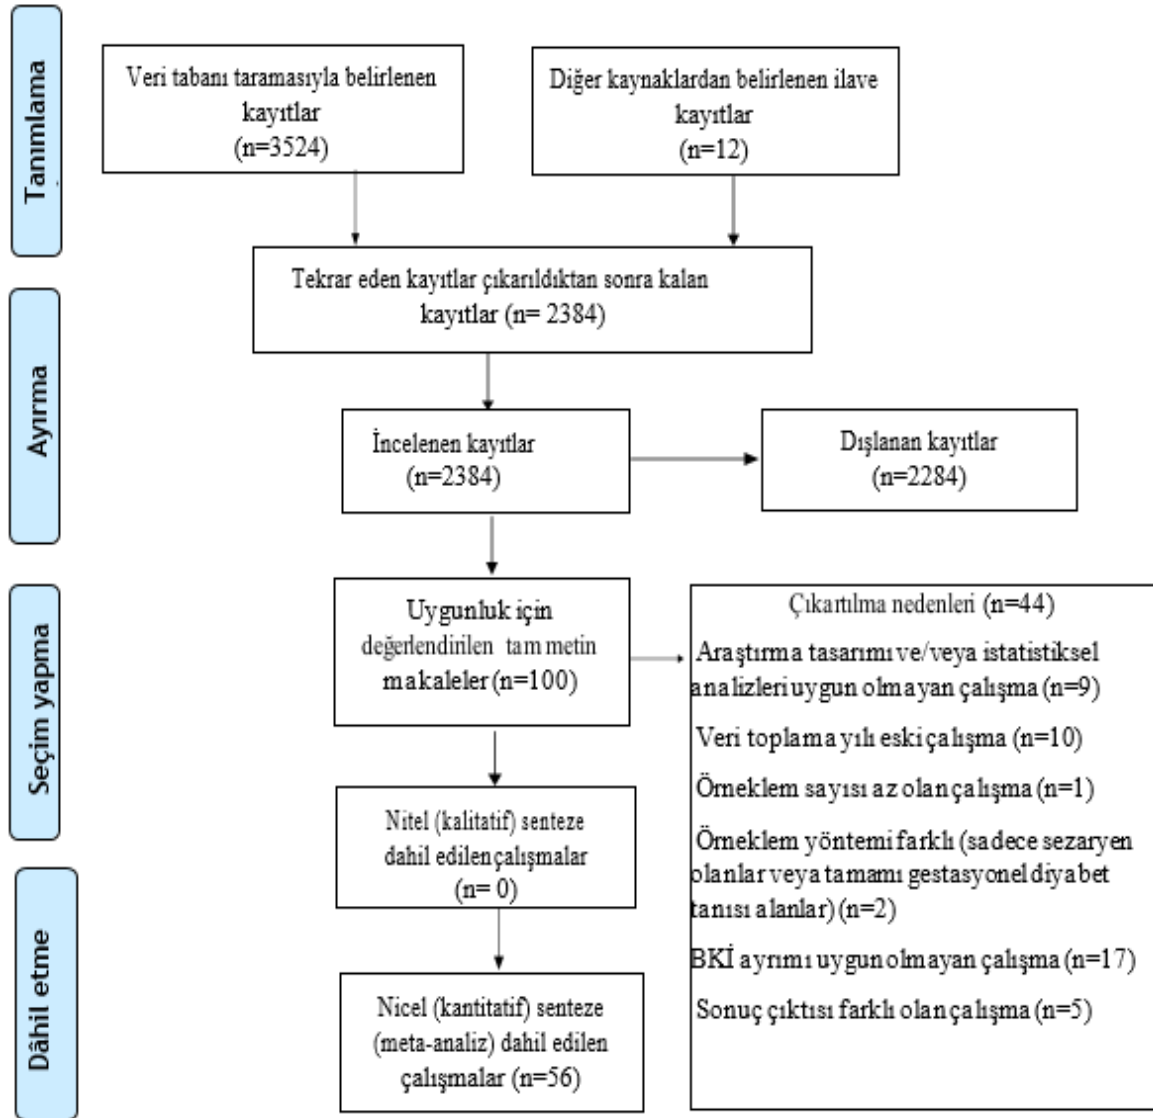 Tanımlama
Veri tabanı taramasıyla belirlenen
kayıtlar
(n=3524)
Diğer kaynaklardan belirlenen ilave
kayıtlar
(n=12)
Tekrar eden kayıtlar çıkarıldıktan sonra kalan
kayıtlar (n= 2384)
Ayırma
İncelenen kayıtlar
(n=2384)
Dışlanan kayıtlar
(n=2284)
Seçim yapma
Uygunluk için
değerlendirilen tam metin
makaleler (n=100)
Çıkartılma nedenleri (n=44)
Araştırma tasarımı ve/veya istatistiksel
analizleri uygun olmayan çalışma (n=9)
Veri toplama yılı eski çalışma (n=10)
Örneklem sayısı az olan çalışma (n=1)
Örneklem yöntemi farklı (sadece sezaryen
olanlar veya tamamı gestasyonel diyabet
tanısı alanlar) (n=2)
BKİ ayrımı uygun olmayan çalışma (n=17)
Sonuç çıktısı farklı olan çalışma (n=5)
Nitel (kalitatif) senteze
dahil edilen çalışmalar
(n= 0)
Dâhil etme
Nicel (kantitatif) senteze
(meta-analiz) dahil edilen
çalışmalar (n=56)